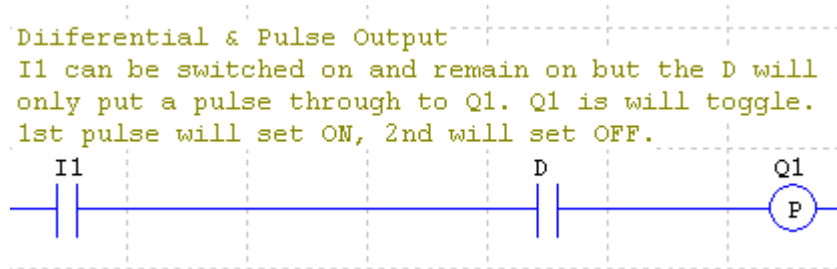 Diiferential & Pulse Output
I1 can be switched on and remain on but the D will
only put a pulse through to Q1. Q1 is will toggle.
1st pulse will set ON, 2nd will set OFF.
I1 D Q1
P